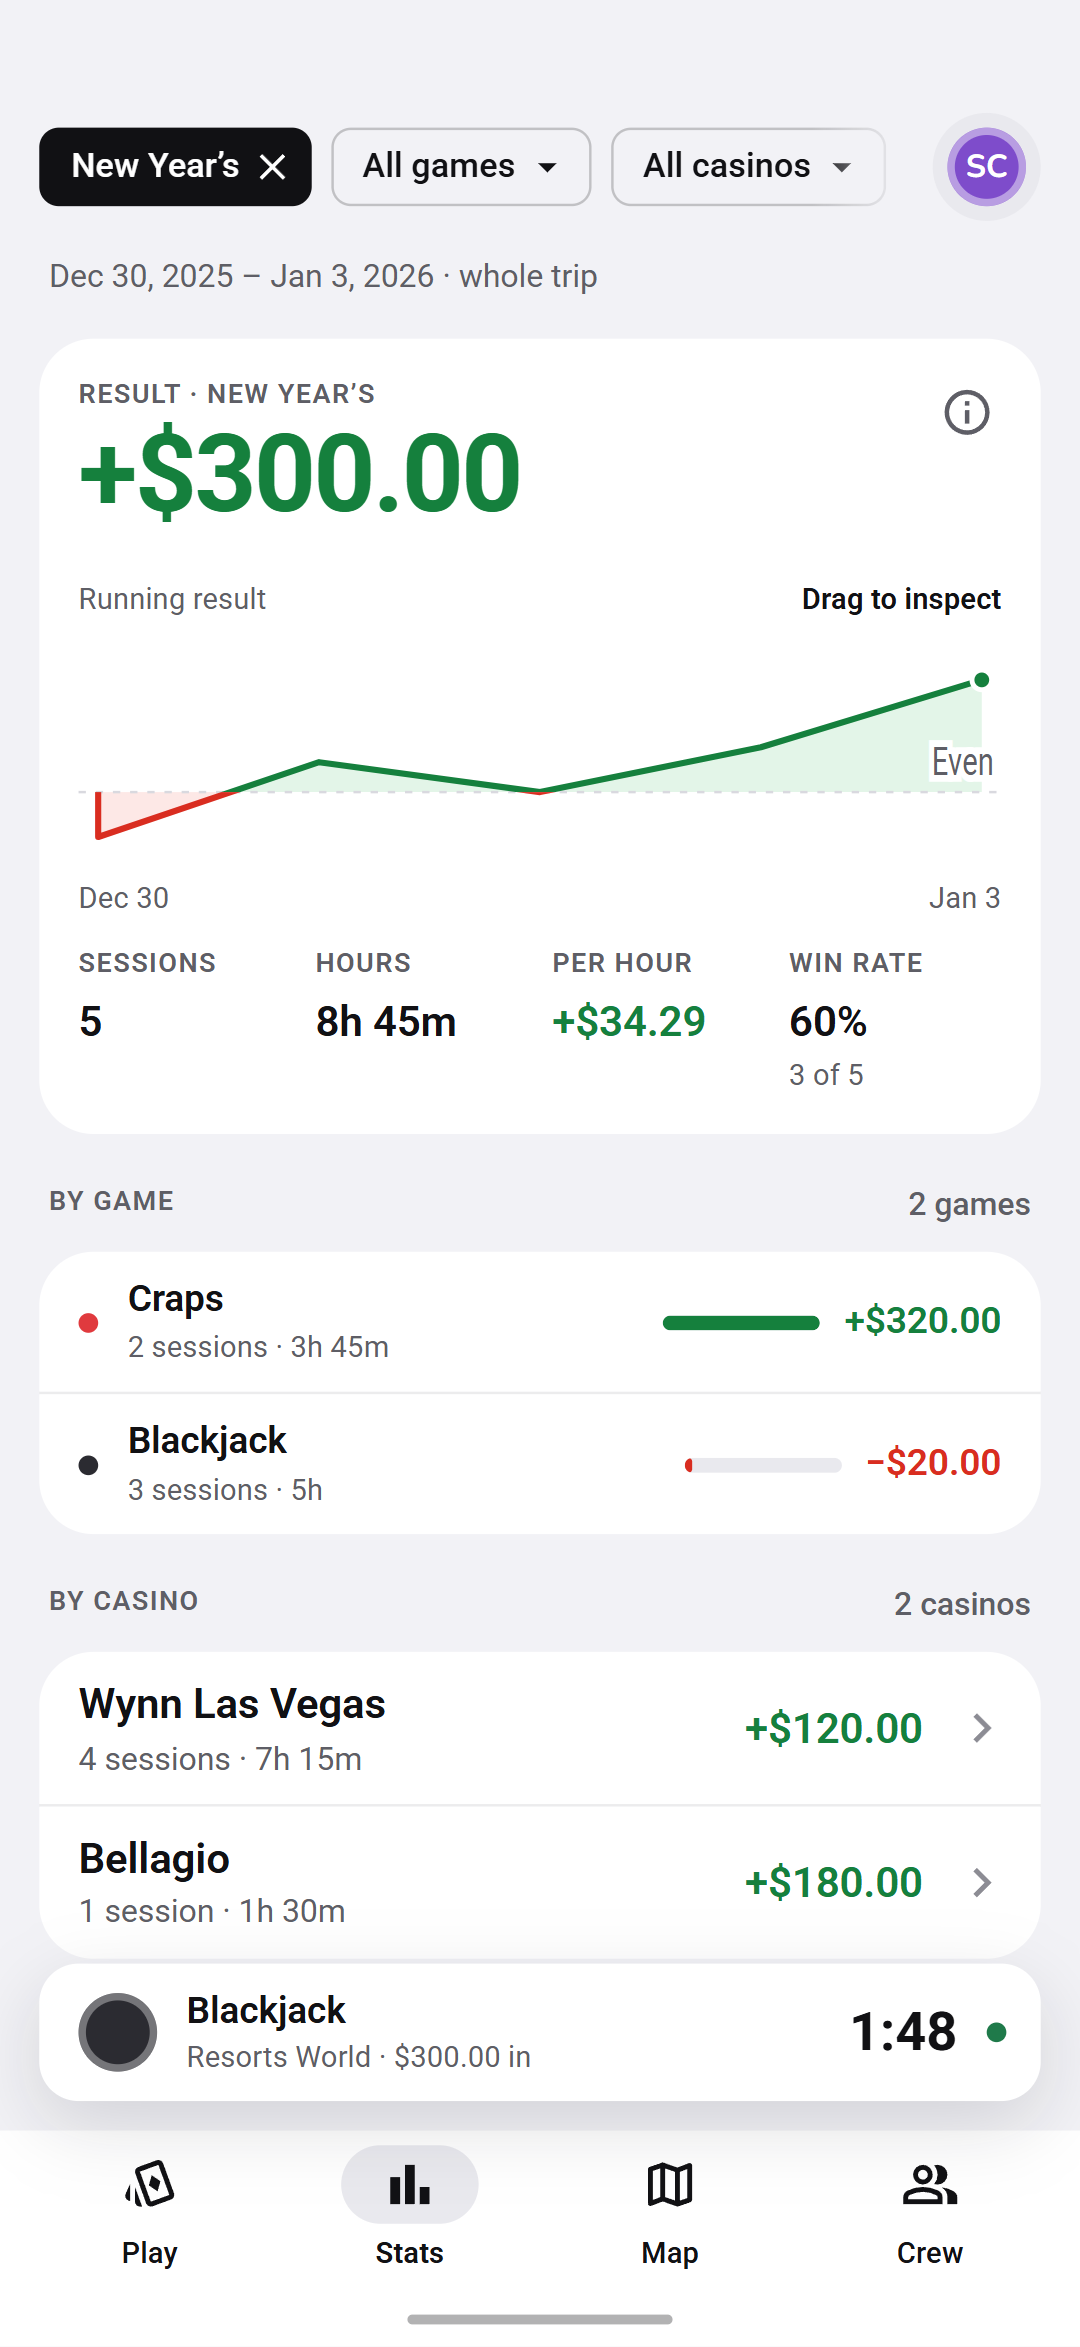 New Year’s
All games
All casinos
SC
Dec 30, 2025 – Jan 3, 2026 · whole trip
RESULT · NEW YEAR’S
+$300.00
Running result
Drag to inspect
Even
Dec 30
Jan 3
SESSIONS
HOURS
PER HOUR
WIN RATE
5
8h 45m
+$34.29
60%
3 of 5
BY GAME
2 games
Craps
2 sessions · 3h 45m
+$320.00
Blackjack
3 sessions · 5h
−$20.00
BY CASINO
2 casinos
Wynn Las Vegas
4 sessions · 7h 15m
+$120.00
Bellagio
1 session · 1h 30m
+$180.00
Blackjack
Resorts World · $300.00 in
1:48
Play
Stats
Map
Crew